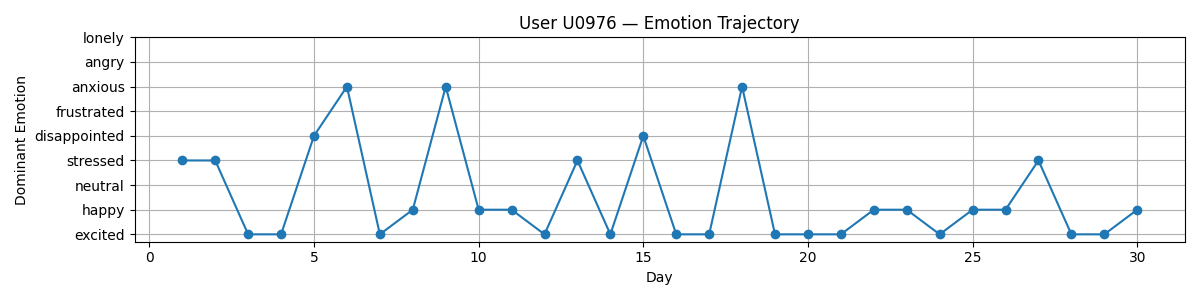 User U0976 — Emotion Trajectory
Dominant Emotion
lonely
angry
anxious
frustrated
disappointed
stressed
neutral
happy
excited
0 5 10 15 20 25 30
Day